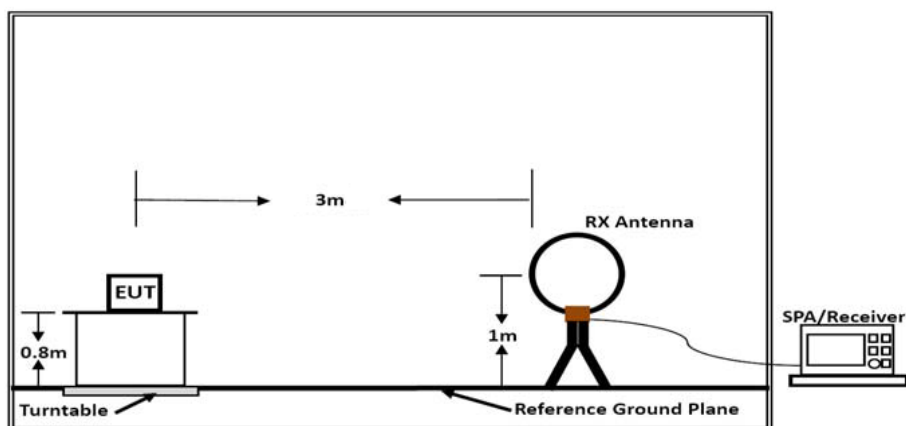 3m
RX Antenna
EUT
0.8m
1m
SPA/Receiver
Turntable
Reference Ground Plane